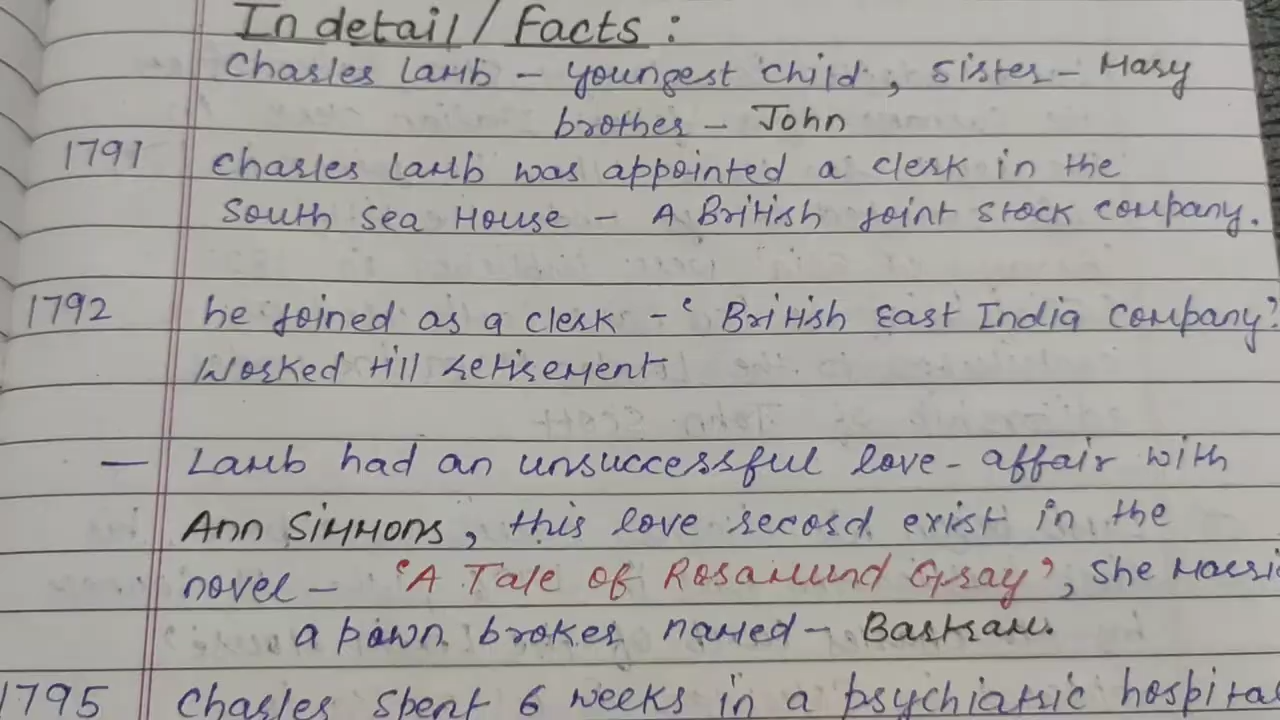 In detail / Facts :
Charles Lamb - youngest child, sister - Mary
brother - John
1791 Charles Lamb was appointed a clerk in the
South Sea House - A British Joint stock company.
1792 he joined as a clerk - ' British East India Company'
Worked till retirement
- Lamb had an unsuccessful love-affair with
Ann Simmons, this love record exist in the
novel - 'A Tale of Rosamund Gray', She Marri
a pawn broker named - Bartram.
1795 Charles spent 6 weeks in a psychiatric hospital